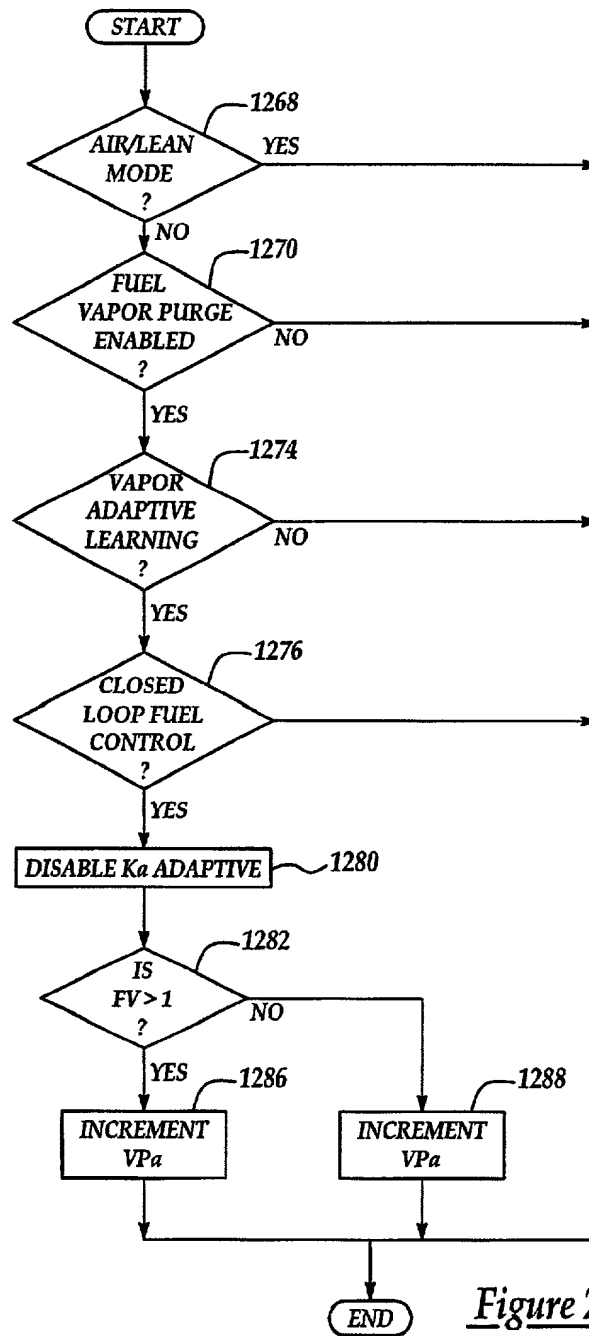 START
1268
AIR/LEAN
MODE
?
YES
NO
1270
FUEL
VAPOR PURGE
ENABLED
?
NO
YES
1274
VAPOR
ADAPTIVE
LEARNING
?
NO
YES
1276
CLOSED
LOOP FUEL
CONTROL
?
YES
DISABLE Ka ADAPTIVE
1280
1282
IS
FV > 1
?
NO
YES
1286
INCREMENT
VPa
1288
INCREMENT
VPa
END
Figure